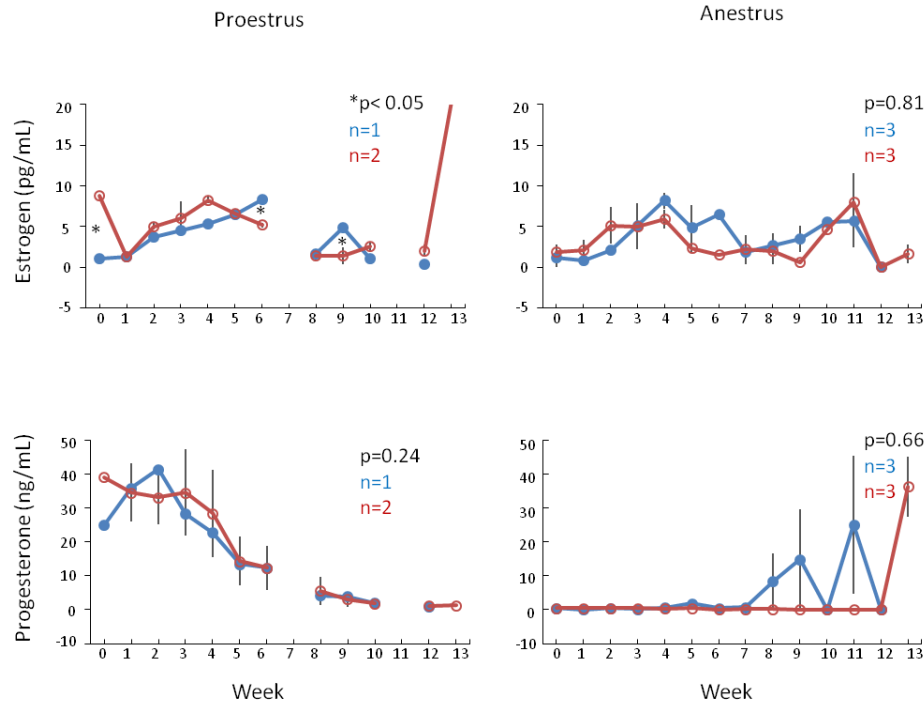 Proestrus
Anestrus
Estrogen (pg/mL)
20
15
10
5
0
-5
*p< 0.05
n=1
n=2
*
*
*
0 1 2 3 4 5 6 7 8 9 10 11 12 13
20
15
10
5
0
-5
p=0.81
n=3
n=3
0 1 2 3 4 5 6 7 8 9 10 11 12 13
Progesterone (ng/mL)
50
40
30
20
10
0
-10
p=0.24
n=1
n=2
0 1 2 3 4 5 6 7 8 9 10 11 12 13
Week
50
40
30
20
10
0
-10
p=0.66
n=3
n=3
0 1 2 3 4 5 6 7 8 9 10 11 12 13
Week